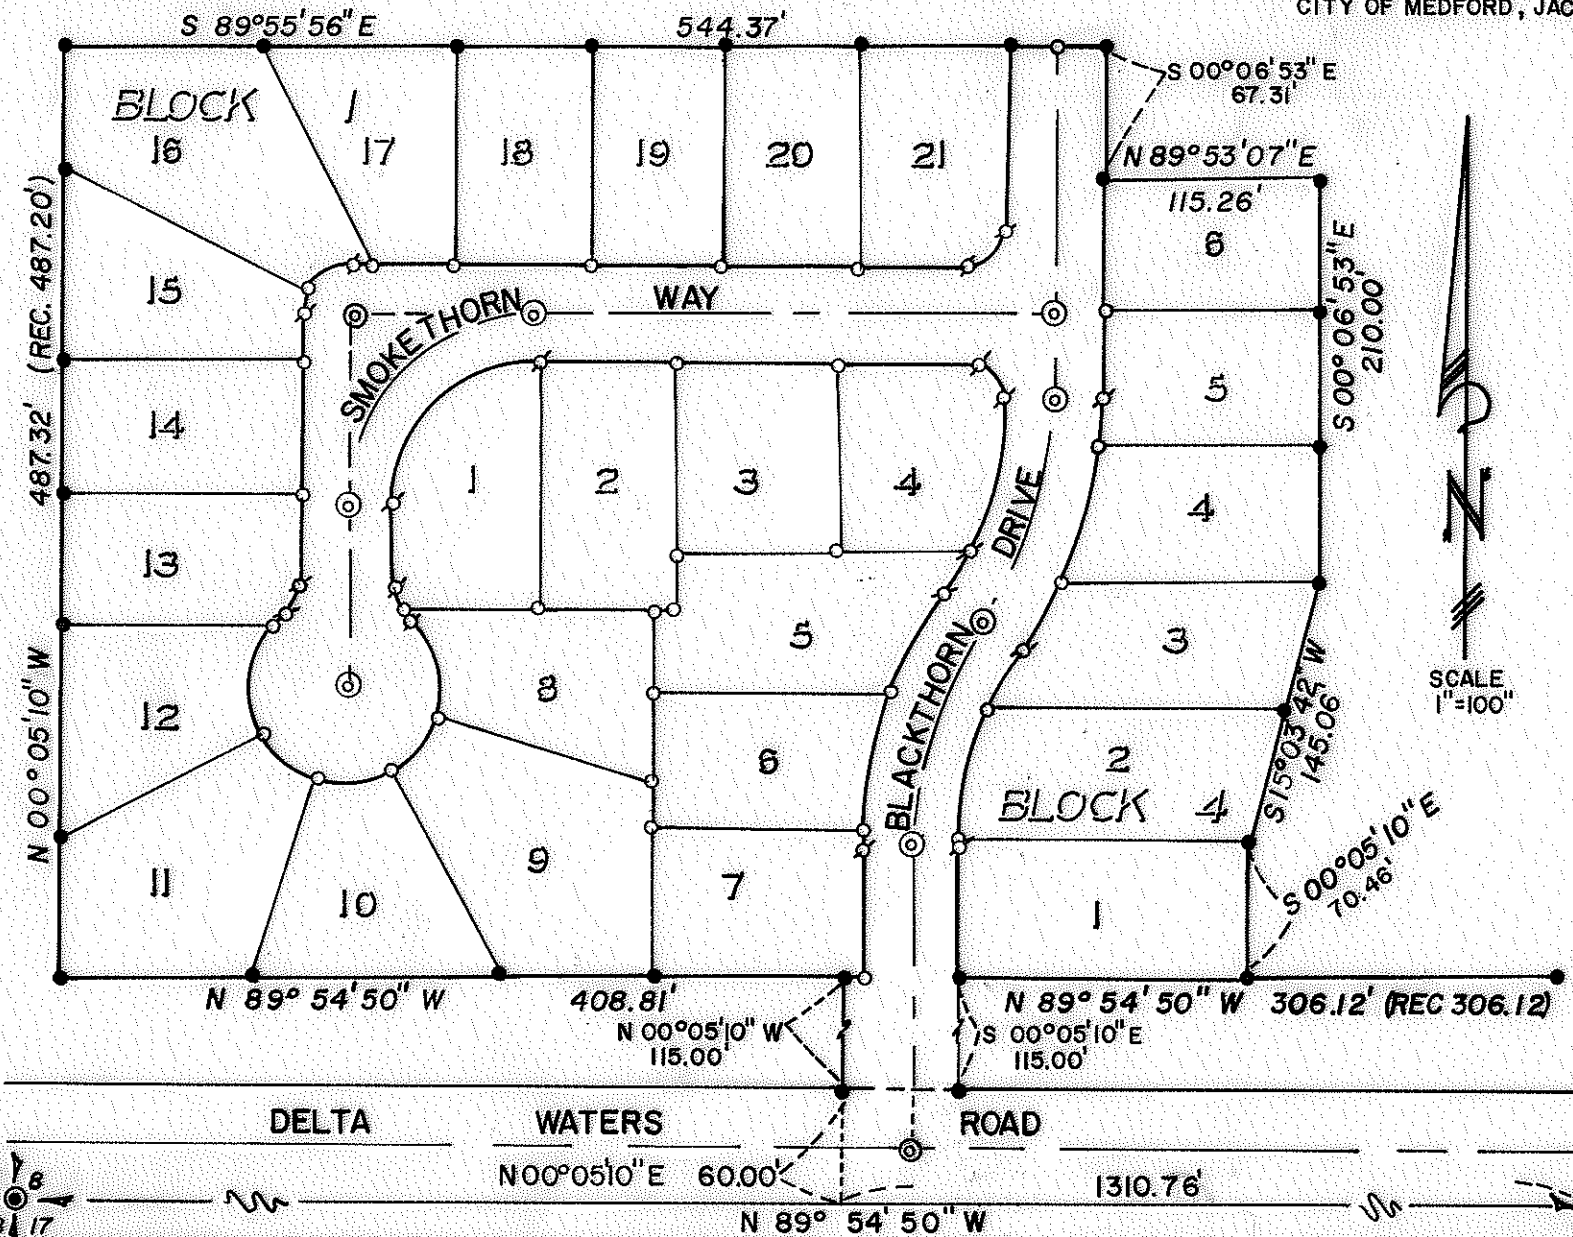 CITY OF MEDFORD, JAC
S 89°55'56" E 544.37'
S 00°06'53" E
67.31'
BLOCK 1
16 17 18 19 20 21
N 89°53'07" E
115.26'
6
487.32' (REC. 487.20')
15
SMOKETHORN WAY
S 00° 06' 53" E
210.00'
5
14
1 2 3 4
DRIVE
4
N
13
5
3
SCALE
1"=100"
N 00° 05' 10" W
12
8
6
BLACKTHORN
2
S 15° 03' 42" W
145.06'
BLOCK 4
11
10
9
7
1
S 00°05'10" E
70.46'
N 89° 54' 50" W 408.81'
N 89° 54' 50" W 306.12' (REC 306.12)
N 00°05'10" W
115.00'
S 00°05'10" E
115.00'
DELTA WATERS ROAD
N 00°05'10" E 60.00'
1310.76'
8
17
N 89° 54' 50" W